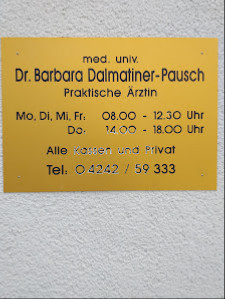 med. univ.
Dr. Barbara Dalmatiner-Pausch
Praktische Ärztin
Mo, Di, Mi, Fr: 08.00 - 12.30 Uhr
Do: 14.00 - 18.00 Uhr
Alle Kassen und Privat
Tel: 04242 / 59 333